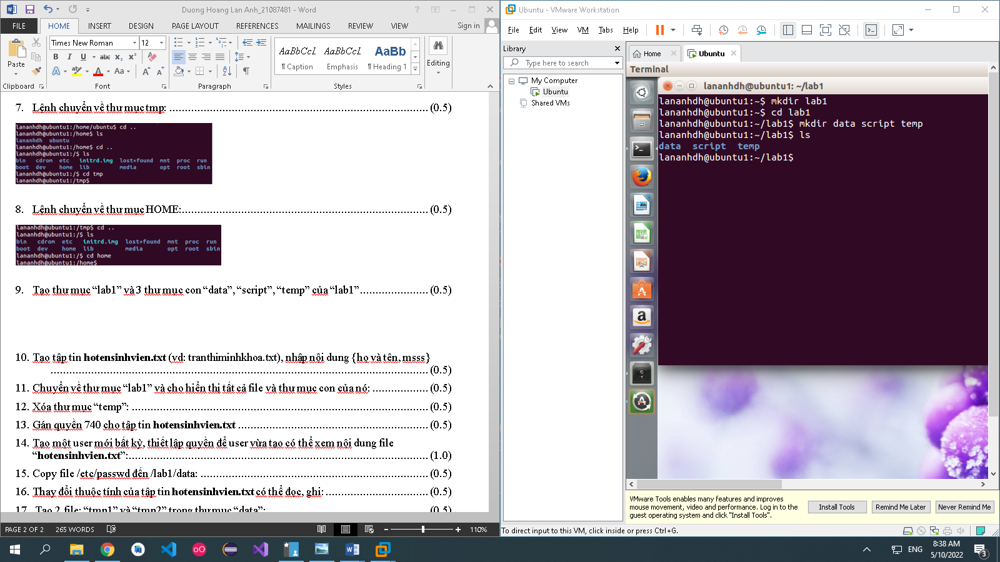 Duong Hoang Lan Anh_21087481 - Word
FILE HOME INSERT DESIGN PAGE LAYOUT REFERENCES MAILINGS REVIEW VIEW Sign in
Paste
Times New Roman 12
B I U abc x₂ x²
A ab A Aa A A
AaBbCcL AaBbCcL AaBb
¶ Caption Emphasis ¶ Heading 1
Editing
Clipboard Font Paragraph Styles
7. Lệnh chuyển về thư mục tmp: ........ (0.5)
lananhdh@ubuntu1:/home/ubuntu$ cd ..
lananhdh@ubuntu1:/home$ ls
lananhdh ubuntu
lananhdh@ubuntu1:/home$ cd ..
lananhdh@ubuntu1:/$ ls
bin cdrom etc initrd.img lost+found mnt proc run
boot dev home lib media opt root sbin
lananhdh@ubuntu1:/$ cd tmp
lananhdh@ubuntu1:/tmp$
8. Lệnh chuyển về thư mục HOME:........ (0.5)
lananhdh@ubuntu1:/tmp$ cd ..
lananhdh@ubuntu1:/$ ls
bin cdrom etc initrd.img lost+found mnt proc run
boot dev home lib media opt root sbin
lananhdh@ubuntu1:/$ cd home
lananhdh@ubuntu1:/home$
9. Tạo thư mục “lab1” và 3 thư mục con “data”, “script”, “temp” của “lab1”........ (0.5)
10. Tạo tập tin hotensinhvien.txt (vd: tranthiminhkhoa.txt), nhập nội dung {họ và tên, msss}
........ (0.5)
11. Chuyển về thư mục “lab1” và cho hiển thị tất cả file và thư mục con của nó: ........ (0.5)
12. Xóa thư mục “temp”: ........ (0.5)
13. Gán quyền 740 cho tập tin hotensinhvien.txt ........ (0.5)
14. Tạo một user mới bất kỳ, thiết lập quyền để user vừa tạo có thể xem nội dung file
“hotensinhvien.txt”:........ (1.0)
15. Copy file /etc/passwd đến /lab1/data: ........ (0.5)
16. Thay đổi thuộc tính của tập tin hotensinhvien.txt có thể đọc, ghi: ........ (0.5)
17. Tạo 2 file: “tmp1” và “tmp2” trong thư mục “data”: ........ (0.5)
PAGE 2 OF 2 265 WORDS 110%
Ubuntu - VMware Workstation
File Edit View VM Tabs Help
Library
Type here to search
My Computer
Ubuntu
Shared VMs
Home Ubuntu
Terminal
lananhdh@ubuntu1: ~/lab1
lananhdh@ubuntu1:~$ mkdir lab1
lananhdh@ubuntu1:~$ cd lab1
lananhdh@ubuntu1:~/lab1$ mkdir data script temp
lananhdh@ubuntu1:~/lab1$ ls
data script temp
lananhdh@ubuntu1:~/lab1$
VMware Tools enables many features and improves
mouse movement, video and performance. Log in to the
guest operating system and click "Install Tools".
Install Tools Remind Me Later Never Remind Me
To direct input to this VM, click inside or press Ctrl+G.
ENG 8:38 AM
5/10/2022
3